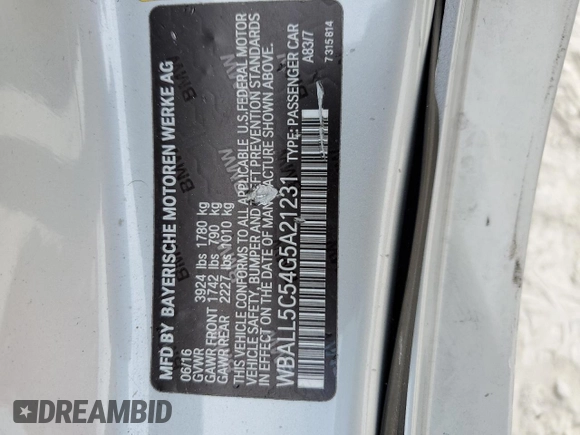 MFD BY BAYERISCHE MOTOREN WERKE AG
06/16
GVWR 3924 lbs 1780 kg
GAWR FRONT 1742 lbs 790 kg
GAWR REAR 2227 lbs 1010 kg
THIS VEHICLE CONFORMS TO ALL APPLICABLE U.S. FEDERAL MOTOR
VEHICLE SAFETY, BUMPER AND THEFT PREVENTION STANDARDS
IN EFFECT ON THE DATE OF MANUFACTURE SHOWN ABOVE.
WBALL5C54G5A21231 TYPE: PASSENGER CAR
A83/7
7315814
DREAMBID